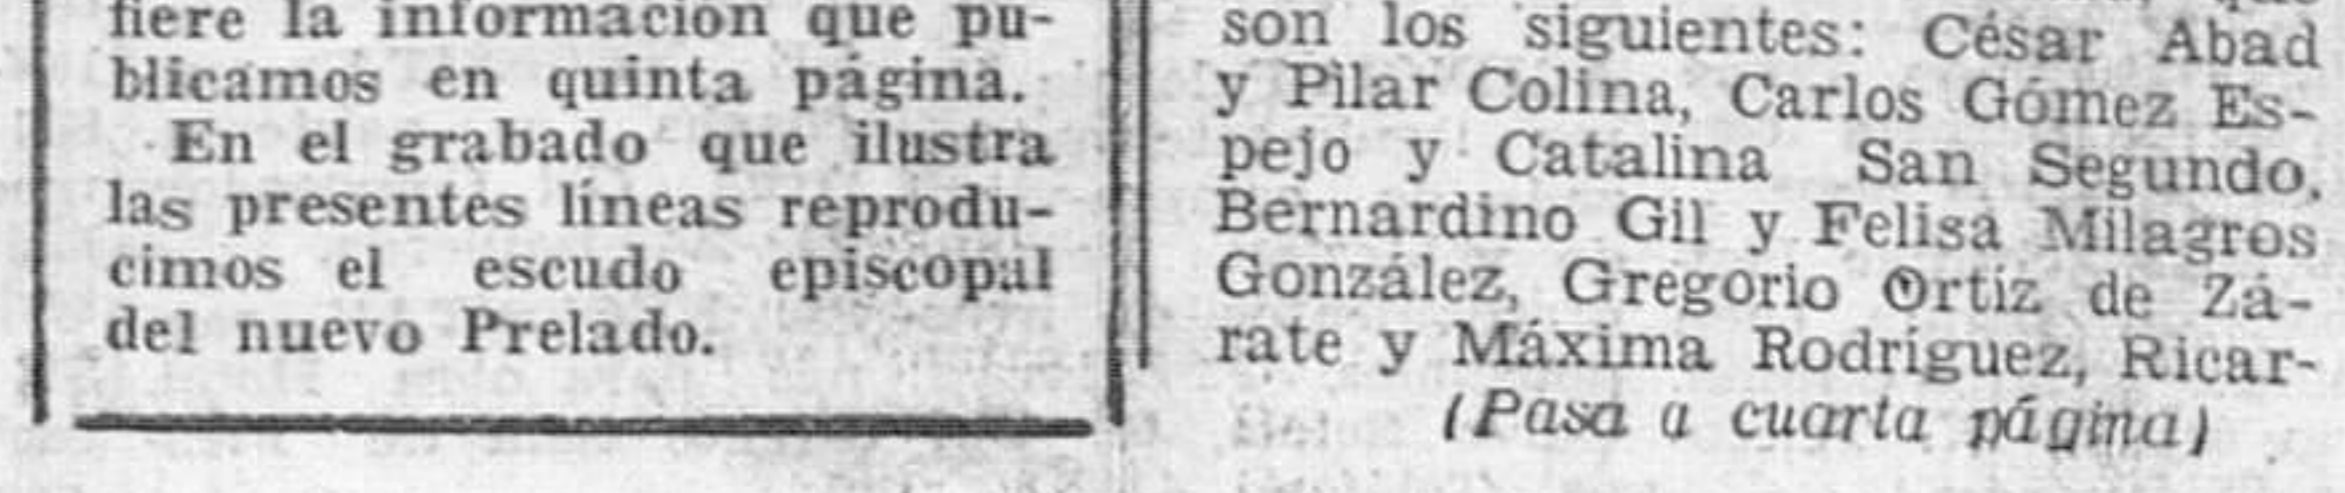 fiere la información que pu-
blicamos en quinta página.
En el grabado que ilustra
las presentes líneas reprodu-
cimos el escudo episcopal
del nuevo Prelado.
son los siguientes: César Abad
y Pilar Colina, Carlos Gómez Es-
pejo y Catalina San Segundo,
Bernardino Gil y Felisa Milagros
González, Gregorio Ortiz de Zá-
rate y Máxima Rodríguez, Ricar-
(Pasa a cuarta página)